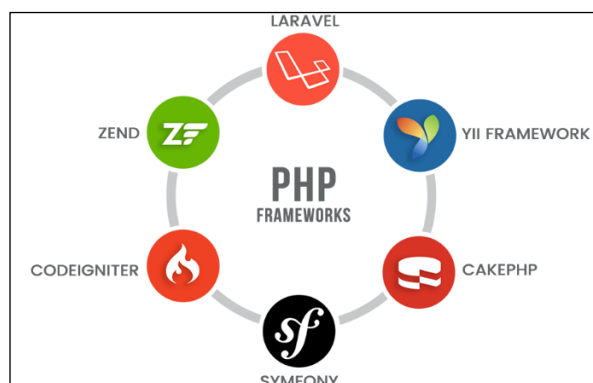 LARAVEL
ZEND
YII FRAMEWORK
PHP
FRAMEWORKS
CODEIGNITER
CAKEPHP
SYMFONY